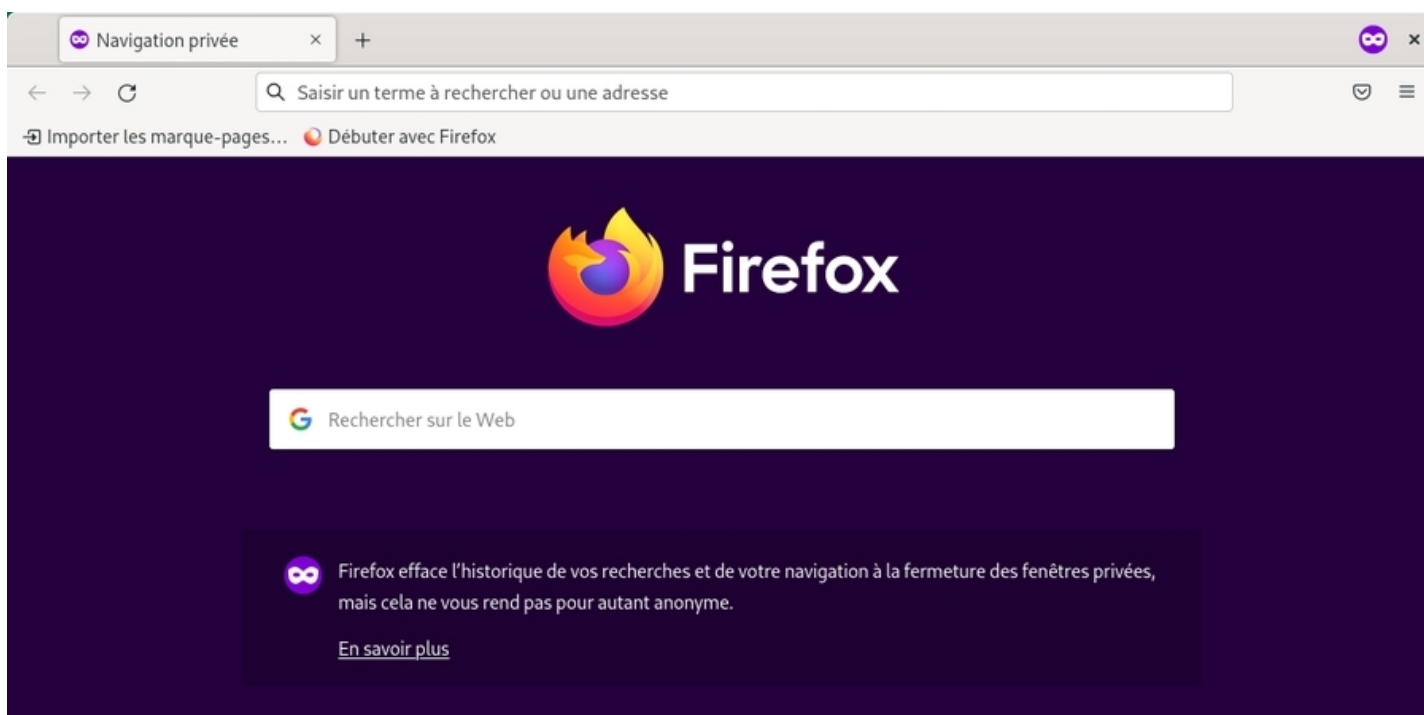 Navigation privée
Saisir un terme à rechercher ou une adresse
Importer les marque-pages... Débuter avec Firefox
Firefox
Rechercher sur le Web
Firefox efface l'historique de vos recherches et de votre navigation à la fermeture des fenêtres privées,
mais cela ne vous rend pas pour autant anonyme.
En savoir plus